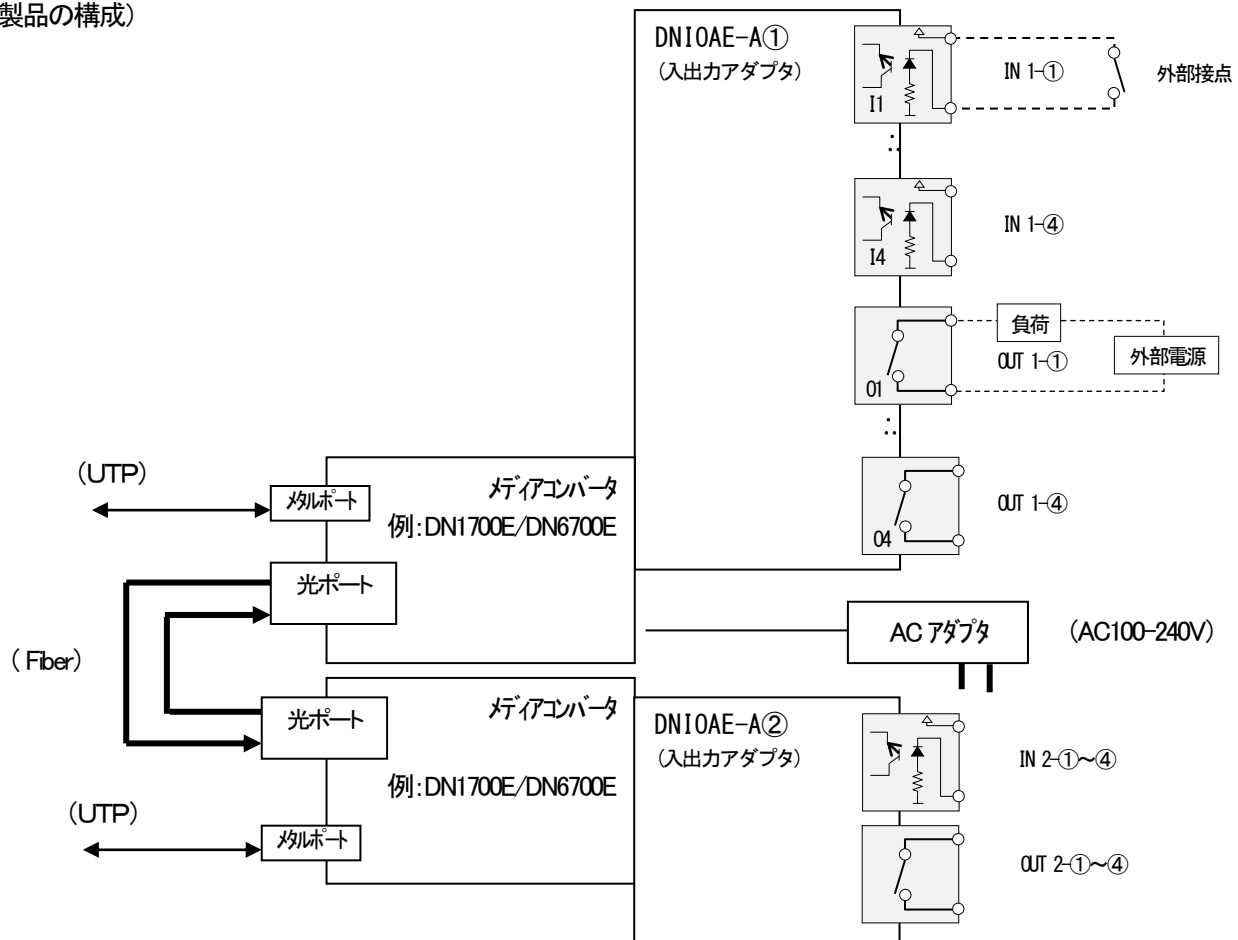 製品の構成）
DNIOAE-A①
（入出力アダプタ）
I1
IN 1-①
外部接点
I4
IN 1-④
負荷
外部電源
OUT 1-①
O1
OUT 1-④
O4
（UTP）
メタルポート
メディアコンバータ
例：DN1700E/DN6700E
光ポート
（ Fiber）
AC アダプタ
（AC100-240V）
光ポート
メディアコンバータ
例：DN1700E/DN6700E
（UTP）
メタルポート
DNIOAE-A②
（入出力アダプタ）
IN 2-①～④
OUT 2-①～④